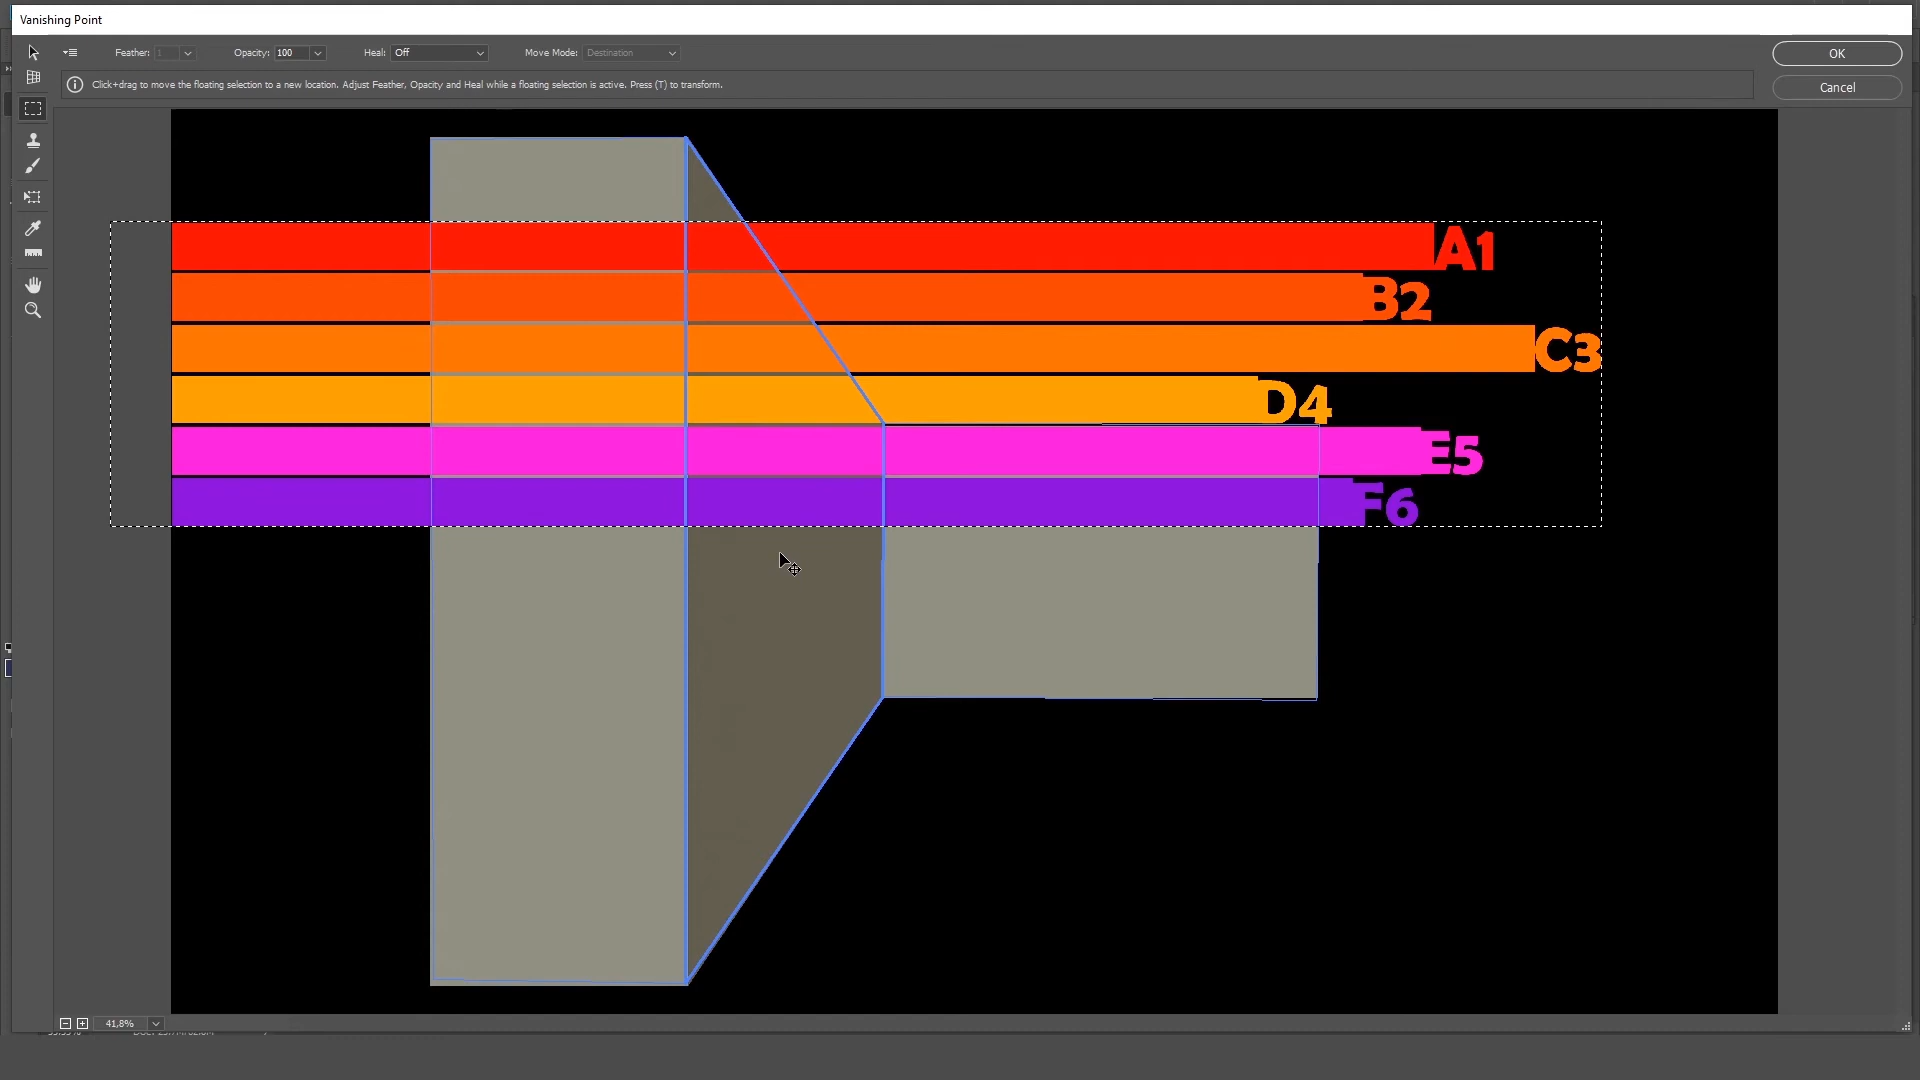 Vanishing Point
Feather: 1 Opacity: 100 Heal: Off Move Mode: Destination
OK
Click+drag to move the floating selection to a new location. Adjust Feather, Opacity and Heal while a floating selection is active. Press (T) to transform.
Cancel
A1
B2
C3
D4
E5
F6
41,8%